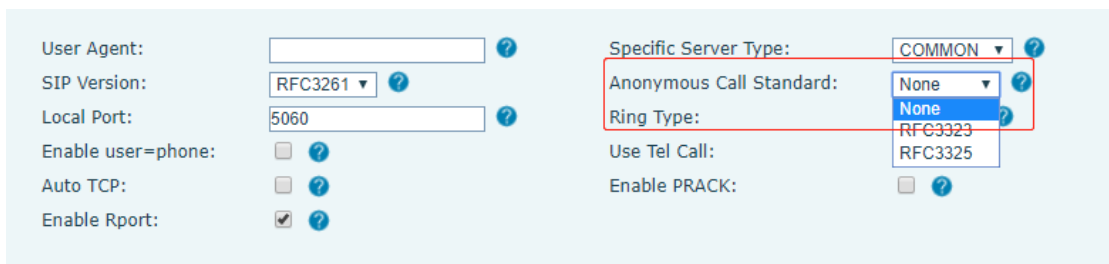 User Agent:
SIP Version: RFC3261
Local Port: 5060
Enable user=phone:
Auto TCP:
Enable Rport:
Specific Server Type: COMMON
Anonymous Call Standard: None
None
Ring Type:
RFC3323
Use Tel Call: RFC3325
Enable PRACK: